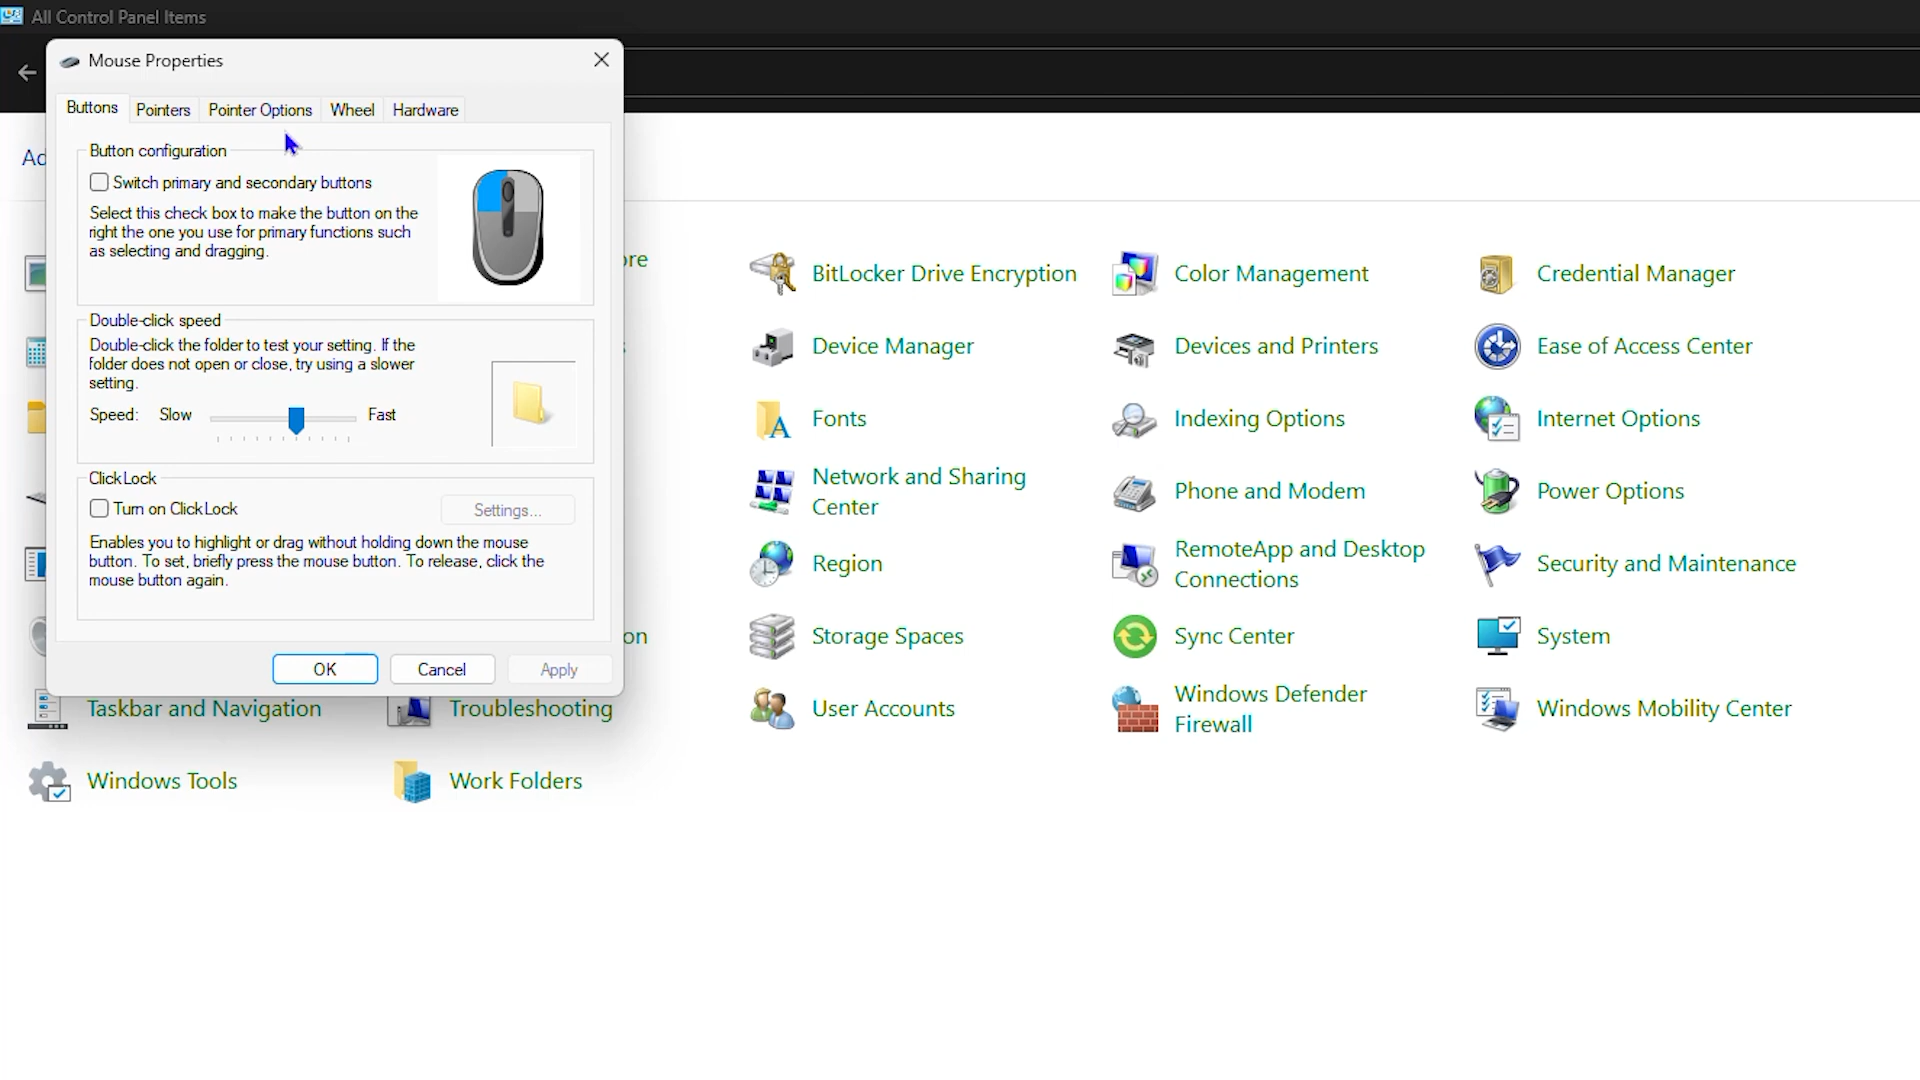 All Control Panel Items
Mouse Properties
Buttons
Pointers
Pointer Options
Wheel
Hardware
Ad
Button configuration
Switch primary and secondary buttons
Select this check box to make the button on the
right the one you use for primary functions such
as selecting and dragging.
Double-click speed
Double-click the folder to test your setting. If the
folder does not open or close, try using a slower
setting.
Speed: Slow Fast
ClickLock
Turn on ClickLock
Settings...
Enables you to highlight or drag without holding down the mouse
button. To set, briefly press the mouse button. To release, click the
mouse button again.
OK
Cancel
Apply
ore
BitLocker Drive Encryption
Color Management
Credential Manager
Device Manager
Devices and Printers
Ease of Access Center
Fonts
Indexing Options
Internet Options
Network and Sharing
Center
Phone and Modem
Power Options
Region
RemoteApp and Desktop
Connections
Security and Maintenance
on
Storage Spaces
Sync Center
System
Taskbar and Navigation
Troubleshooting
User Accounts
Windows Defender
Firewall
Windows Mobility Center
Windows Tools
Work Folders